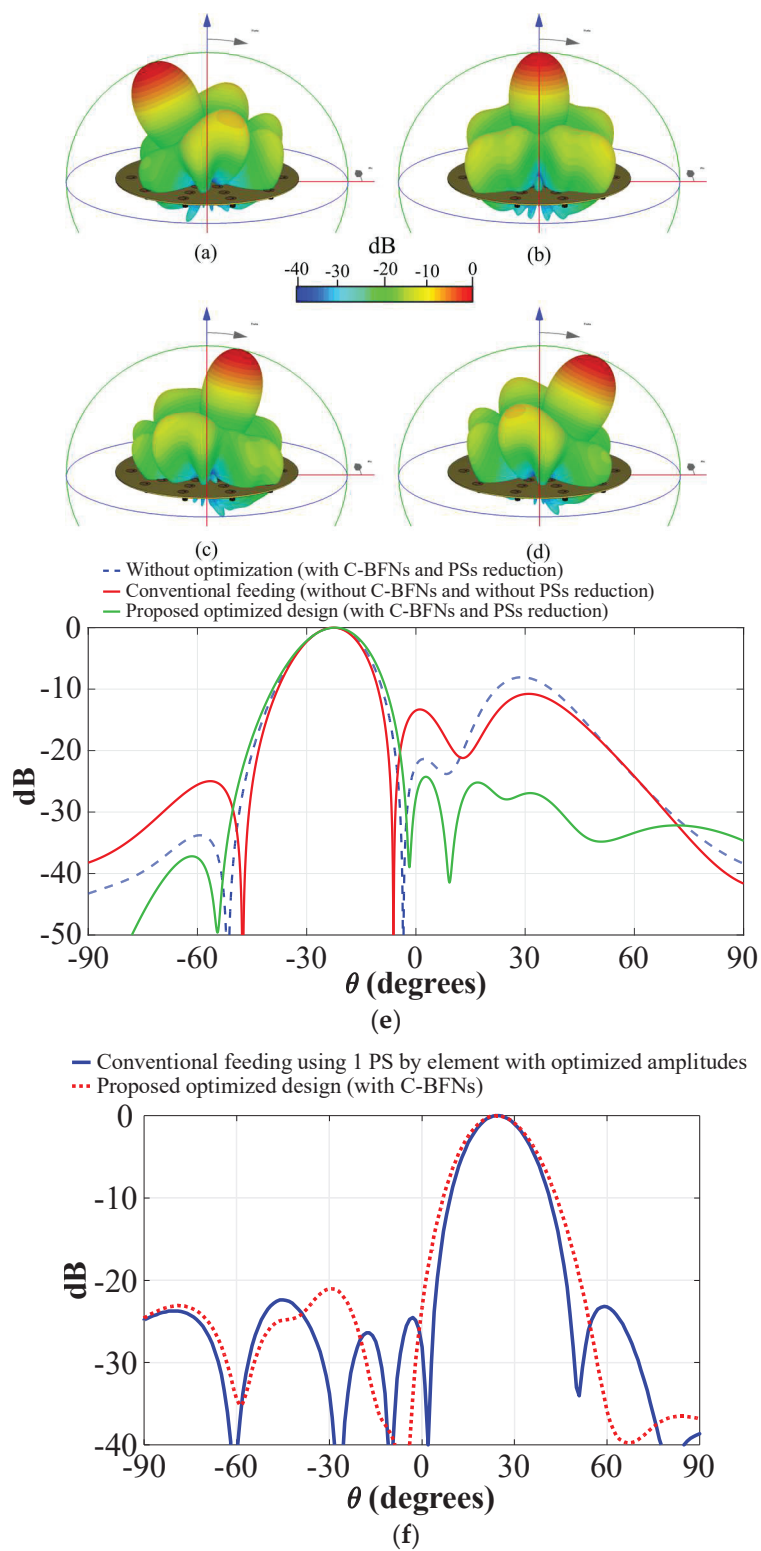 (a)
(b)
dB
-40 -30 -20 -10 0
(c)
(d)
Without optimization (with C-BFNs and PSs reduction)
Conventional feeding (without C-BFNs and without PSs reduction)
Proposed optimized design (with C-BFNs and PSs reduction)
0
-10
-20
-30
-40
-50
dB
-90 -60 -30 0 30 60 90
θ (degrees)
(e)
Conventional feeding using 1 PS by element with optimized amplitudes
Proposed optimized design (with C-BFNs)
0
-10
-20
-30
-40
dB
-90 -60 -30 0 30 60 90
θ (degrees)
(f)